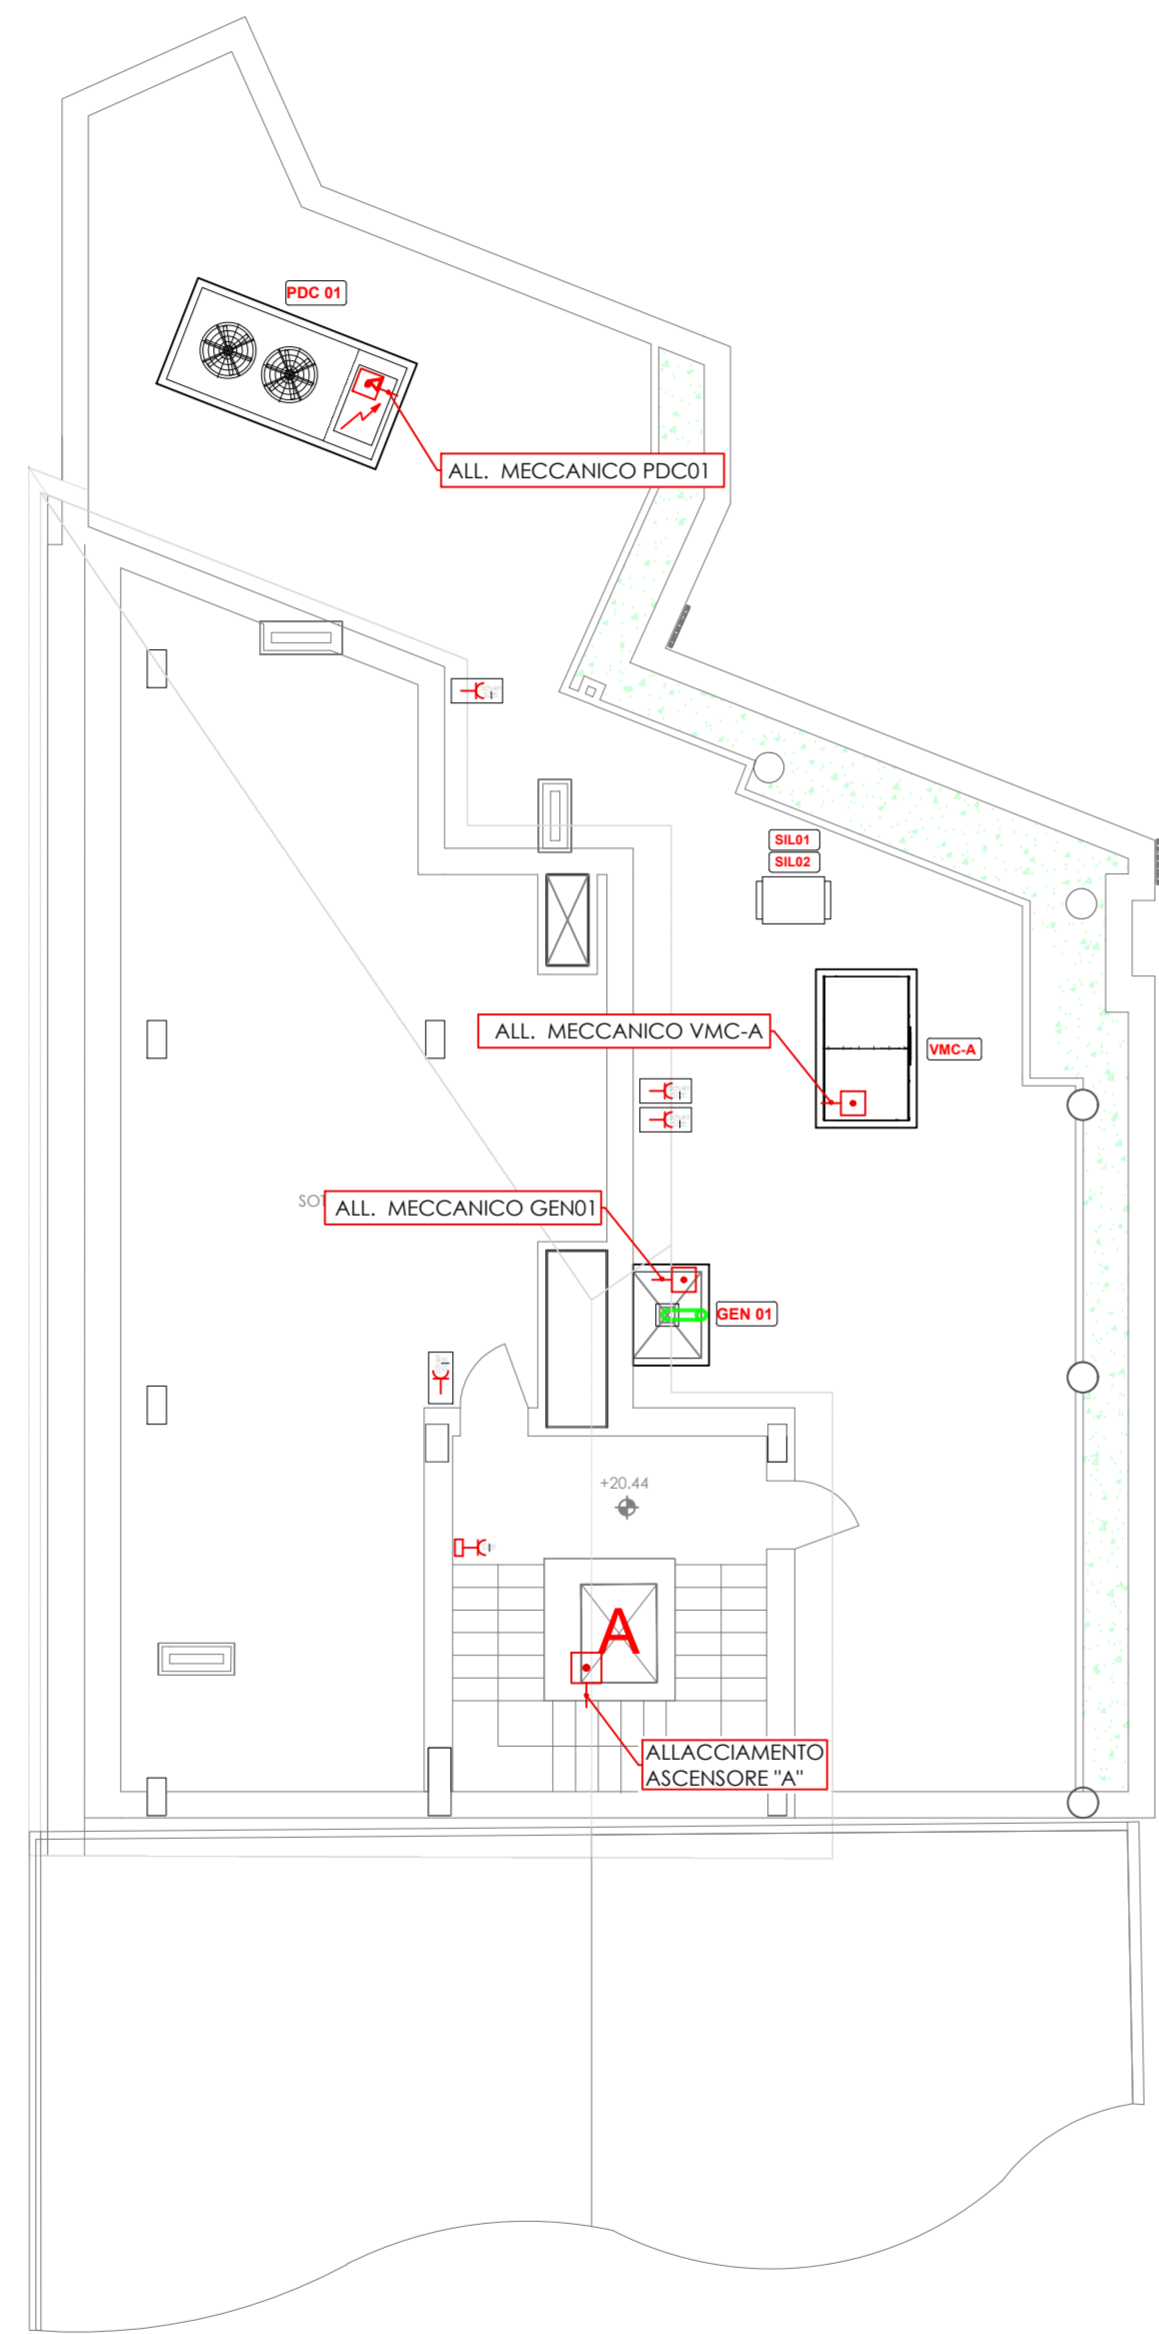 PDC 01
ALL. MECCANICO PDC01
SIL01
SIL02
ALL. MECCANICO VMC-A
VMC-A
ALL. MECCANICO GEN01
GEN 01
+20.44
A
ALLACCIAMENTO
ASCENSORE "A"